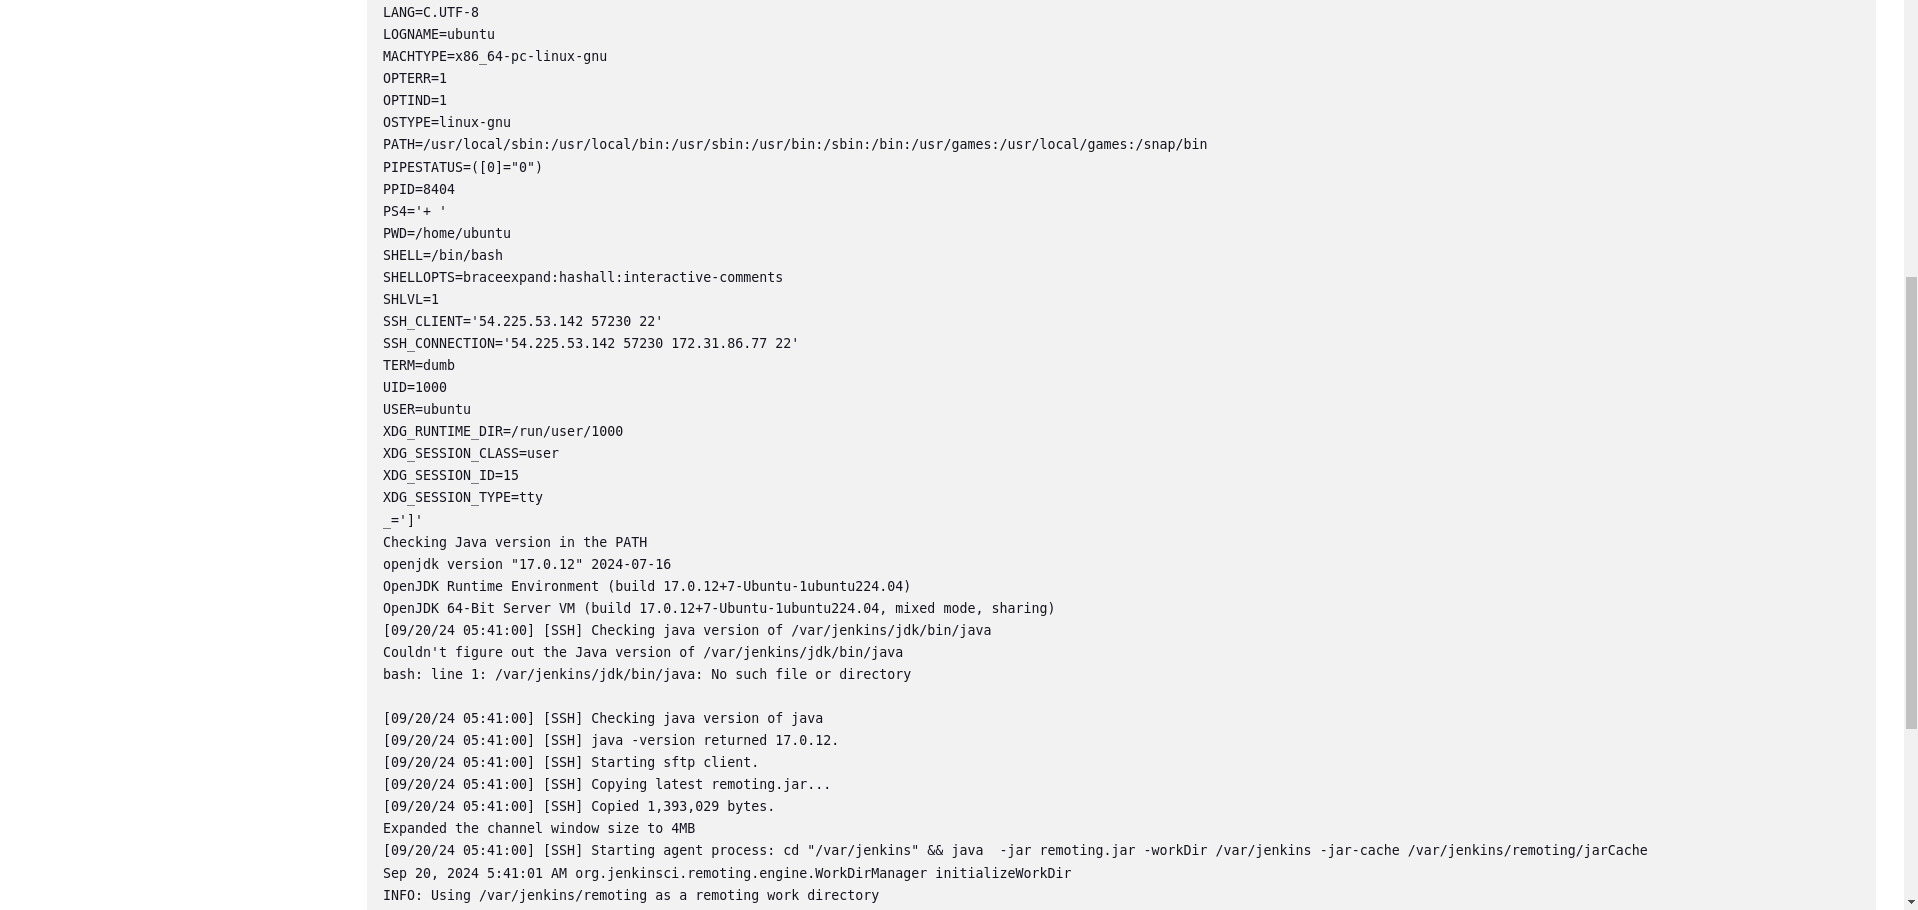 LANG=C.UTF-8
LOGNAME=ubuntu
MACHTYPE=x86_64-pc-linux-gnu
OPTERR=1
OPTIND=1
OSTYPE=linux-gnu
PATH=/usr/local/sbin:/usr/local/bin:/usr/sbin:/usr/bin:/sbin:/bin:/usr/games:/usr/local/games:/snap/bin
PIPESTATUS=([0]="0")
PPID=8404
PS4='+ '
PWD=/home/ubuntu
SHELL=/bin/bash
SHELLOPTS=braceexpand:hashall:interactive-comments
SHLVL=1
SSH_CLIENT='54.225.53.142 57230 22'
SSH_CONNECTION='54.225.53.142 57230 172.31.86.77 22'
TERM=dumb
UID=1000
USER=ubuntu
XDG_RUNTIME_DIR=/run/user/1000
XDG_SESSION_CLASS=user
XDG_SESSION_ID=15
XDG_SESSION_TYPE=tty
_=']'
Checking Java version in the PATH
openjdk version "17.0.12" 2024-07-16
OpenJDK Runtime Environment (build 17.0.12+7-Ubuntu-1ubuntu224.04)
OpenJDK 64-Bit Server VM (build 17.0.12+7-Ubuntu-1ubuntu224.04, mixed mode, sharing)
[09/20/24 05:41:00] [SSH] Checking java version of /var/jenkins/jdk/bin/java
Couldn't figure out the Java version of /var/jenkins/jdk/bin/java
bash: line 1: /var/jenkins/jdk/bin/java: No such file or directory
[09/20/24 05:41:00] [SSH] Checking java version of java
[09/20/24 05:41:00] [SSH] java -version returned 17.0.12.
[09/20/24 05:41:00] [SSH] Starting sftp client.
[09/20/24 05:41:00] [SSH] Copying latest remoting.jar...
[09/20/24 05:41:00] [SSH] Copied 1,393,029 bytes.
Expanded the channel window size to 4MB
[09/20/24 05:41:00] [SSH] Starting agent process: cd "/var/jenkins" && java  -jar remoting.jar -workDir /var/jenkins -jar-cache /var/jenkins/remoting/jarCache
Sep 20, 2024 5:41:01 AM org.jenkinsci.remoting.engine.WorkDirManager initializeWorkDir
INFO: Using /var/jenkins/remoting as a remoting work directory